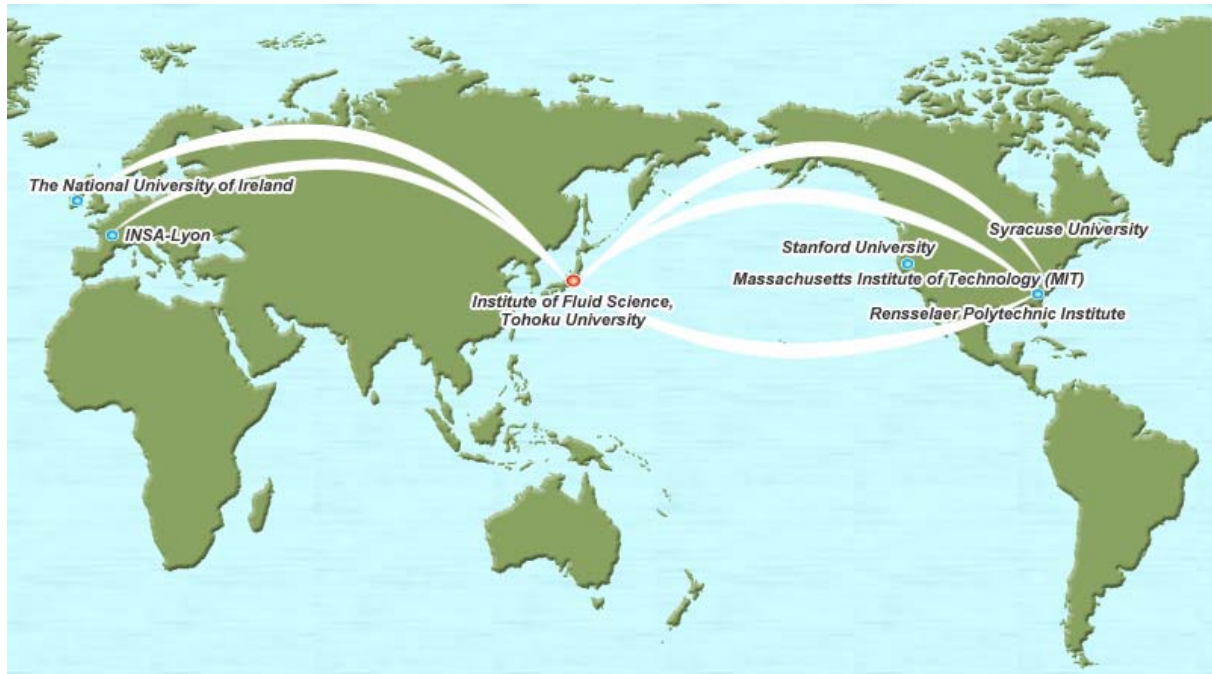 The National University of Ireland
INSA-Lyon
Institute of Fluid Science,
Tohoku University
Syracuse University
Stanford University
Massachusetts Institute of Technology (MIT)
Rensselaer Polytechnic Institute